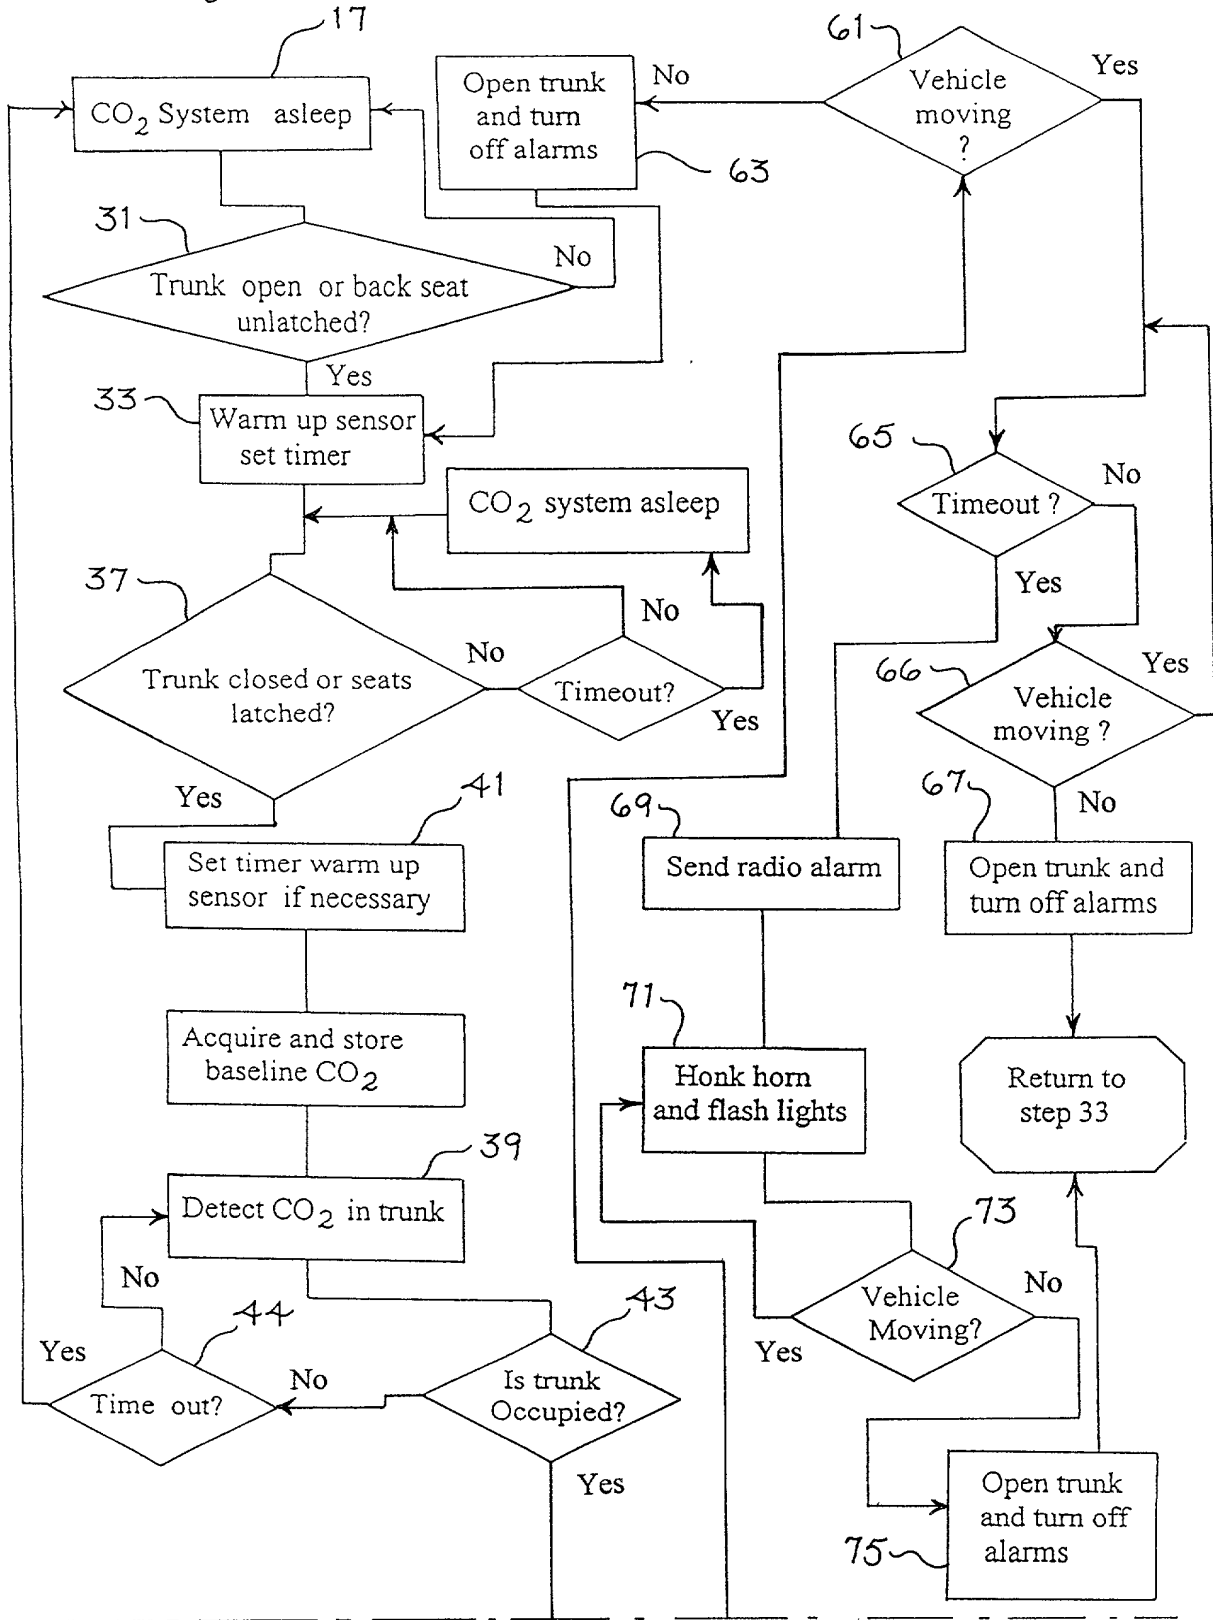 17
CO2 System asleep
31
Trunk open or back seat
unlatched?
No
Yes
33
Warm up sensor
set timer
CO2 system asleep
37
Trunk closed or seats
latched?
No
Timeout?
No
Yes
Yes
41
Set timer warm up
sensor if necessary
Acquire and store
baseline CO2
39
Detect CO2 in trunk
No
44
Yes
Time out?
No
43
Is trunk
Occupied?
Yes
Open trunk
and turn
off alarms
63
No
61
Vehicle
moving
?
Yes
65
Timeout ?
No
Yes
66
Vehicle
moving ?
Yes
No
67
Open trunk and
turn off alarms
69
Send radio alarm
71
Honk horn
and flash lights
Return to
step 33
73
Vehicle
Moving?
No
Yes
Open trunk
and turn off
alarms
75